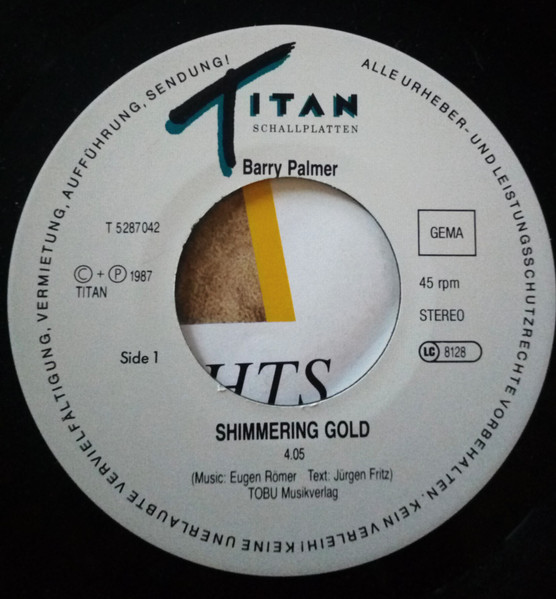 TITAN
SCHALLPLATTEN
Barry Palmer
T 5287042
Ⓒ + Ⓟ 1987
TITAN
Side 1
GEMA
45 rpm
STEREO
LC 8128
HTS
SHIMMERING GOLD
4.05
(Music: Eugen Römer Text: Jürgen Fritz)
TOBU Musikverlag
ALLE URHEBER- UND LEISTUNGSSCHUTZRECHTE VORBEHALTEN. KEIN VERLEIH! KEINE UNERLAUBTE VERVIELFÄLTIGUNG, VERMIETUNG, AUFFÜHRUNG, SENDUNG!